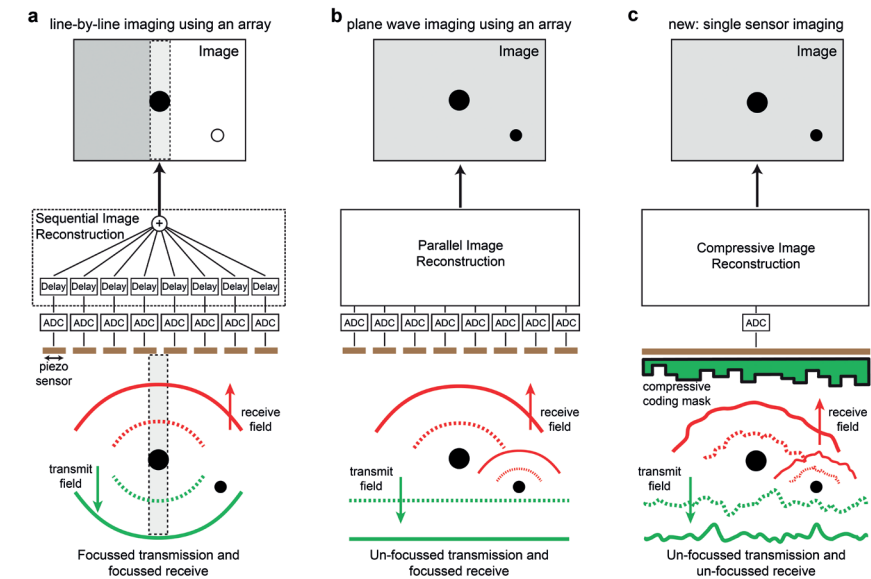 a line-by-line imaging using an array
Image
Sequential Image
Reconstruction
+
Delay Delay Delay Delay Delay Delay Delay Delay
ADC ADC ADC ADC ADC ADC ADC ADC
piezo
sensor
receive
field
transmit
field
Focussed transmission and
focussed receive
b plane wave imaging using an array
Image
Parallel Image
Reconstruction
ADC ADC ADC ADC ADC ADC ADC ADC
receive
field
transmit
field
Un-focussed transmission and
focussed receive
c new: single sensor imaging
Image
Compressive Image
Reconstruction
ADC
compressive
coding mask
receive
field
transmit
field
Un-focussed transmission and
un-focussed receive